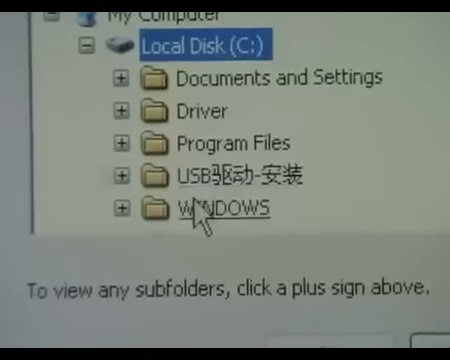 My Computer
Local Disk (C:)
Documents and Settings
Driver
Program Files
USB驱动-安装
WINDOWS
To view any subfolders, click a plus sign above.